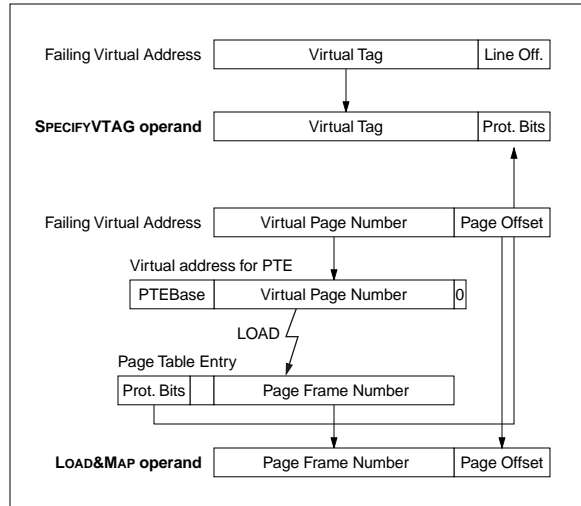 Failing Virtual Address Virtual Tag Line Off.
SPECIFYVTAG operand Virtual Tag Prot. Bits
Failing Virtual Address Virtual Page Number Page Offset
Virtual address for PTE
PTEBase Virtual Page Number 0
LOAD
Page Table Entry
Prot. Bits Page Frame Number
LOAD&MAP operand Page Frame Number Page Offset